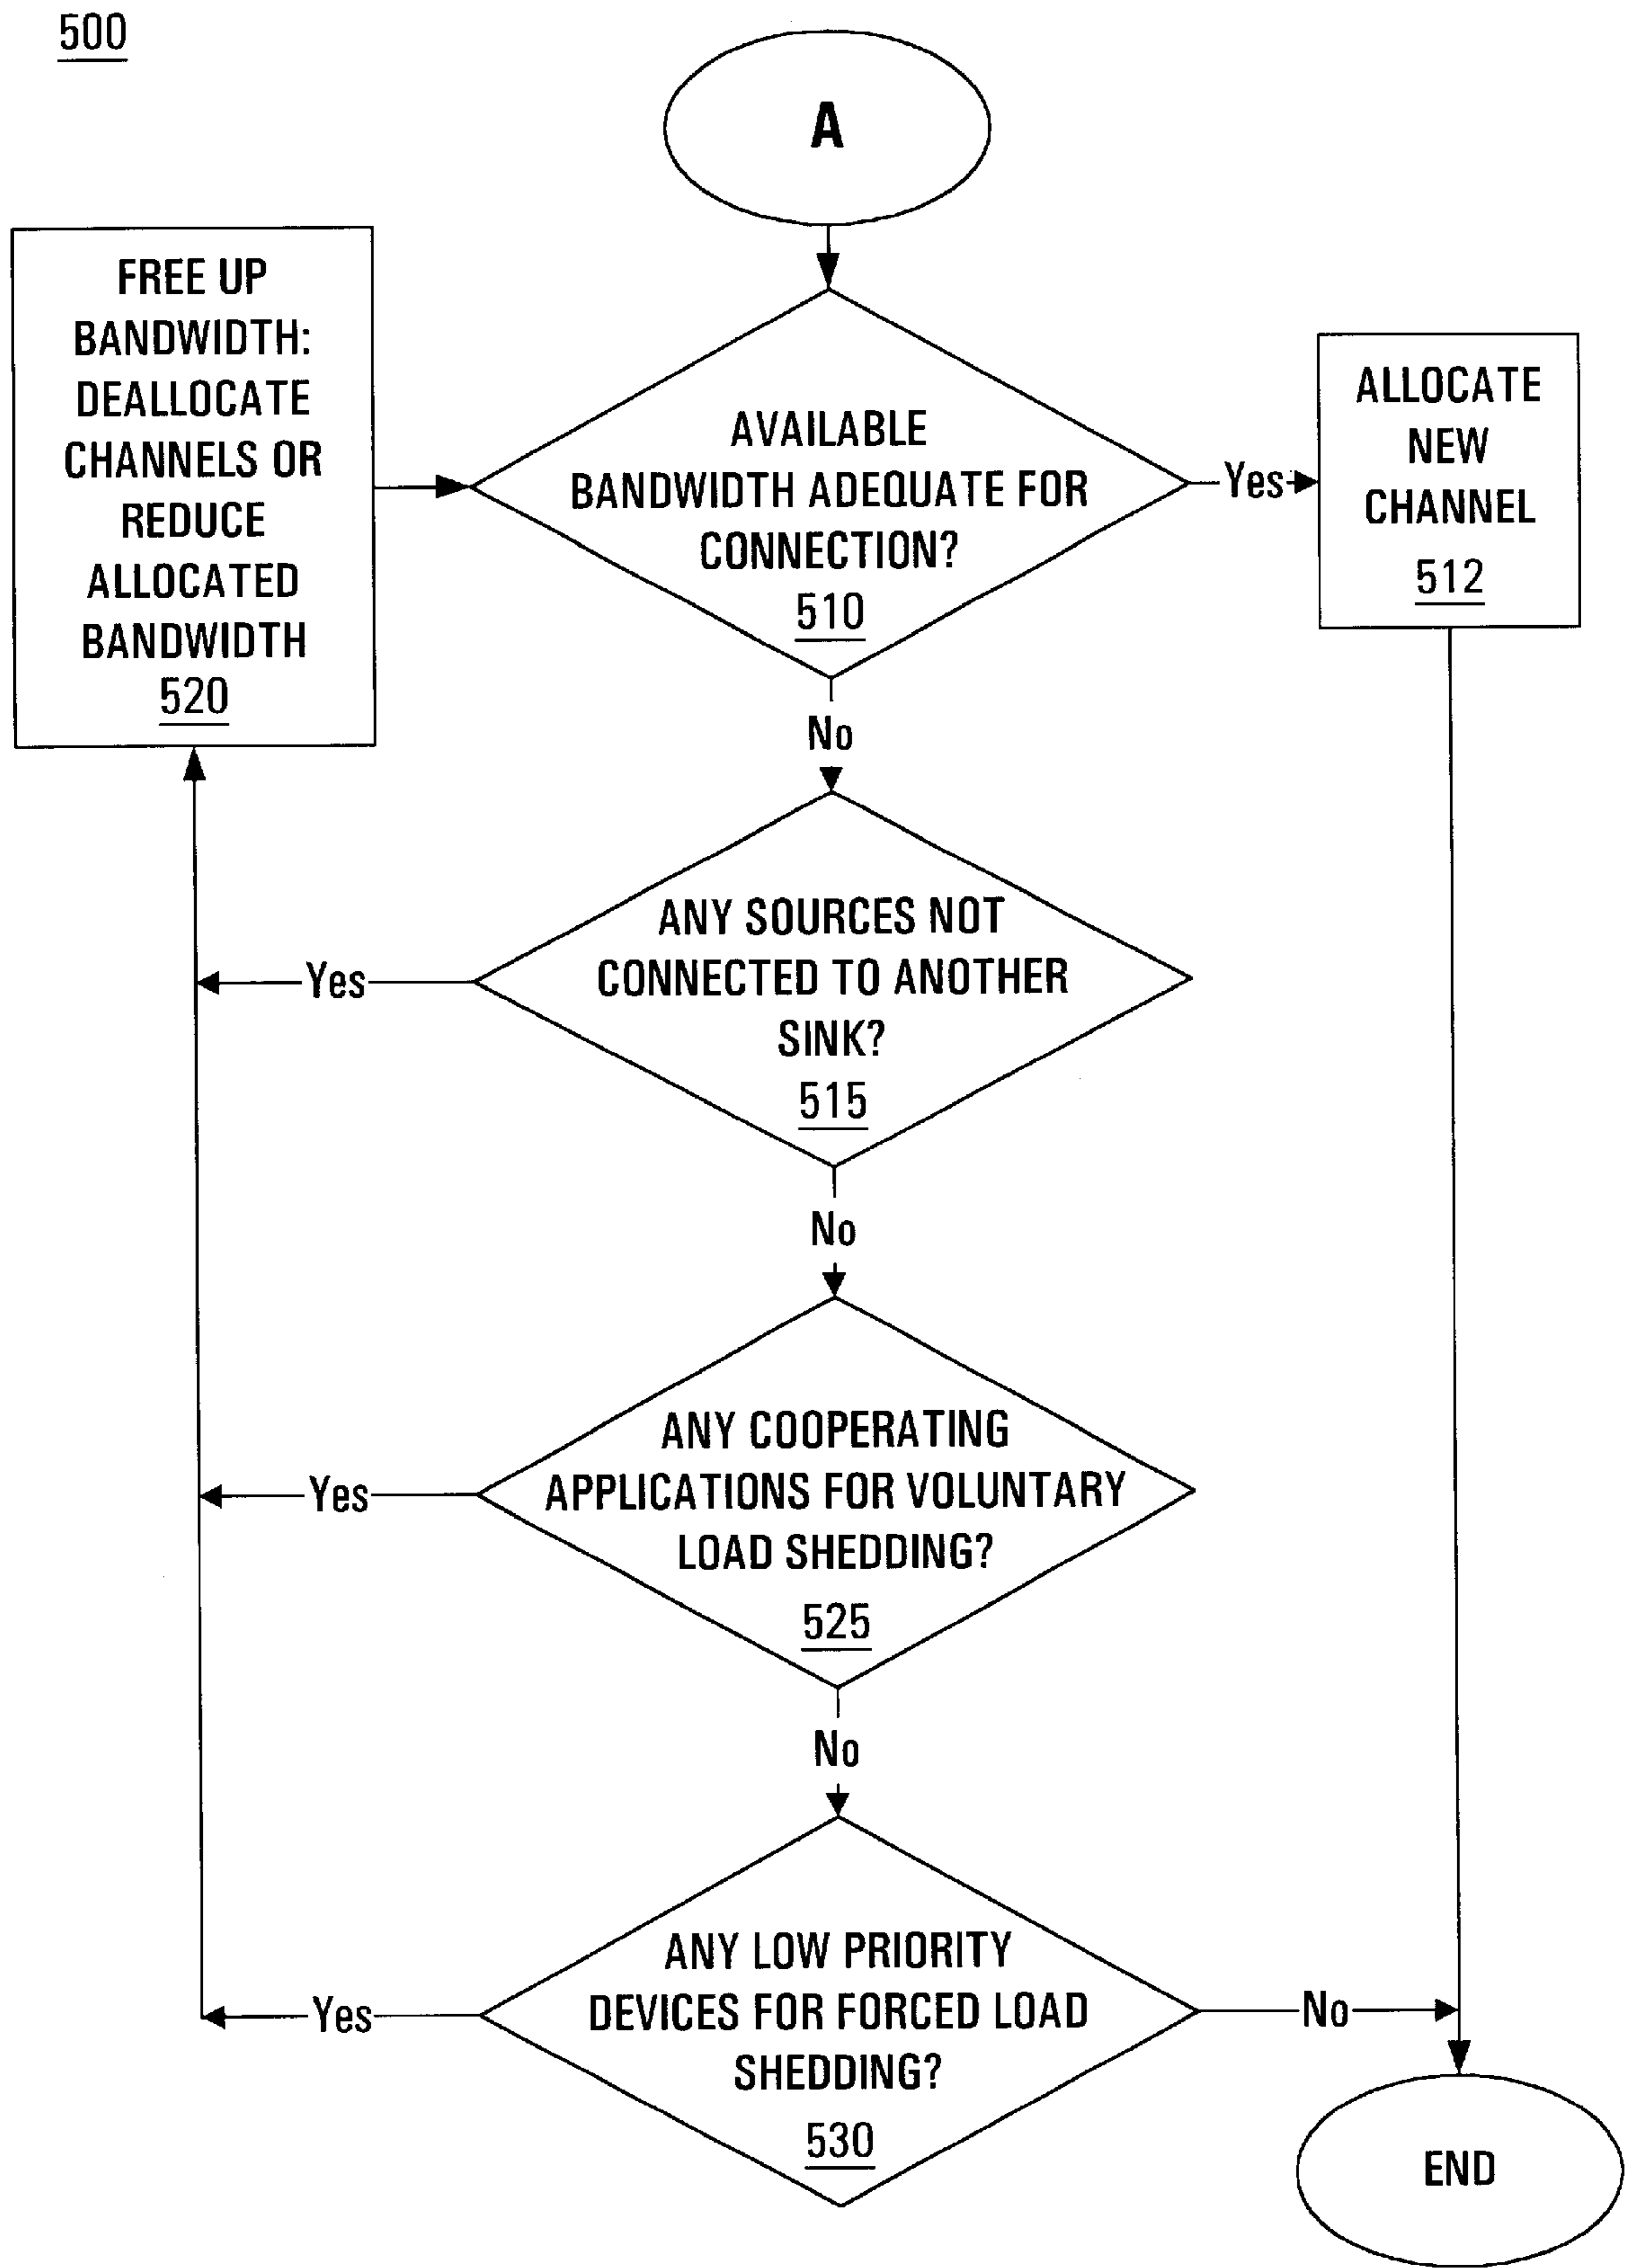 500
A
FREE UP
BANDWIDTH:
DEALLOCATE
CHANNELS OR
REDUCE
ALLOCATED
BANDWIDTH
520
AVAILABLE
BANDWIDTH ADEQUATE FOR
CONNECTION?
510
Yes
ALLOCATE
NEW
CHANNEL
512
No
ANY SOURCES NOT
CONNECTED TO ANOTHER
SINK?
515
Yes
No
ANY COOPERATING
APPLICATIONS FOR VOLUNTARY
LOAD SHEDDING?
525
Yes
No
ANY LOW PRIORITY
DEVICES FOR FORCED LOAD
SHEDDING?
530
Yes
No
END